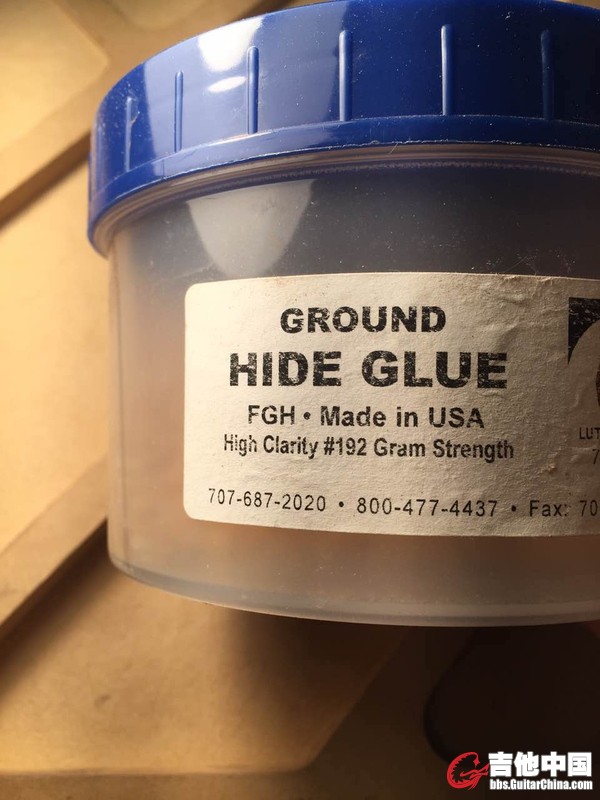 GROUND
HIDE GLUE
FGH • Made in USA
High Clarity #192 Gram Strength
707-687-2020 • 800-477-4437 • Fax: 70
吉他中国
bbs.GuitarChina.com